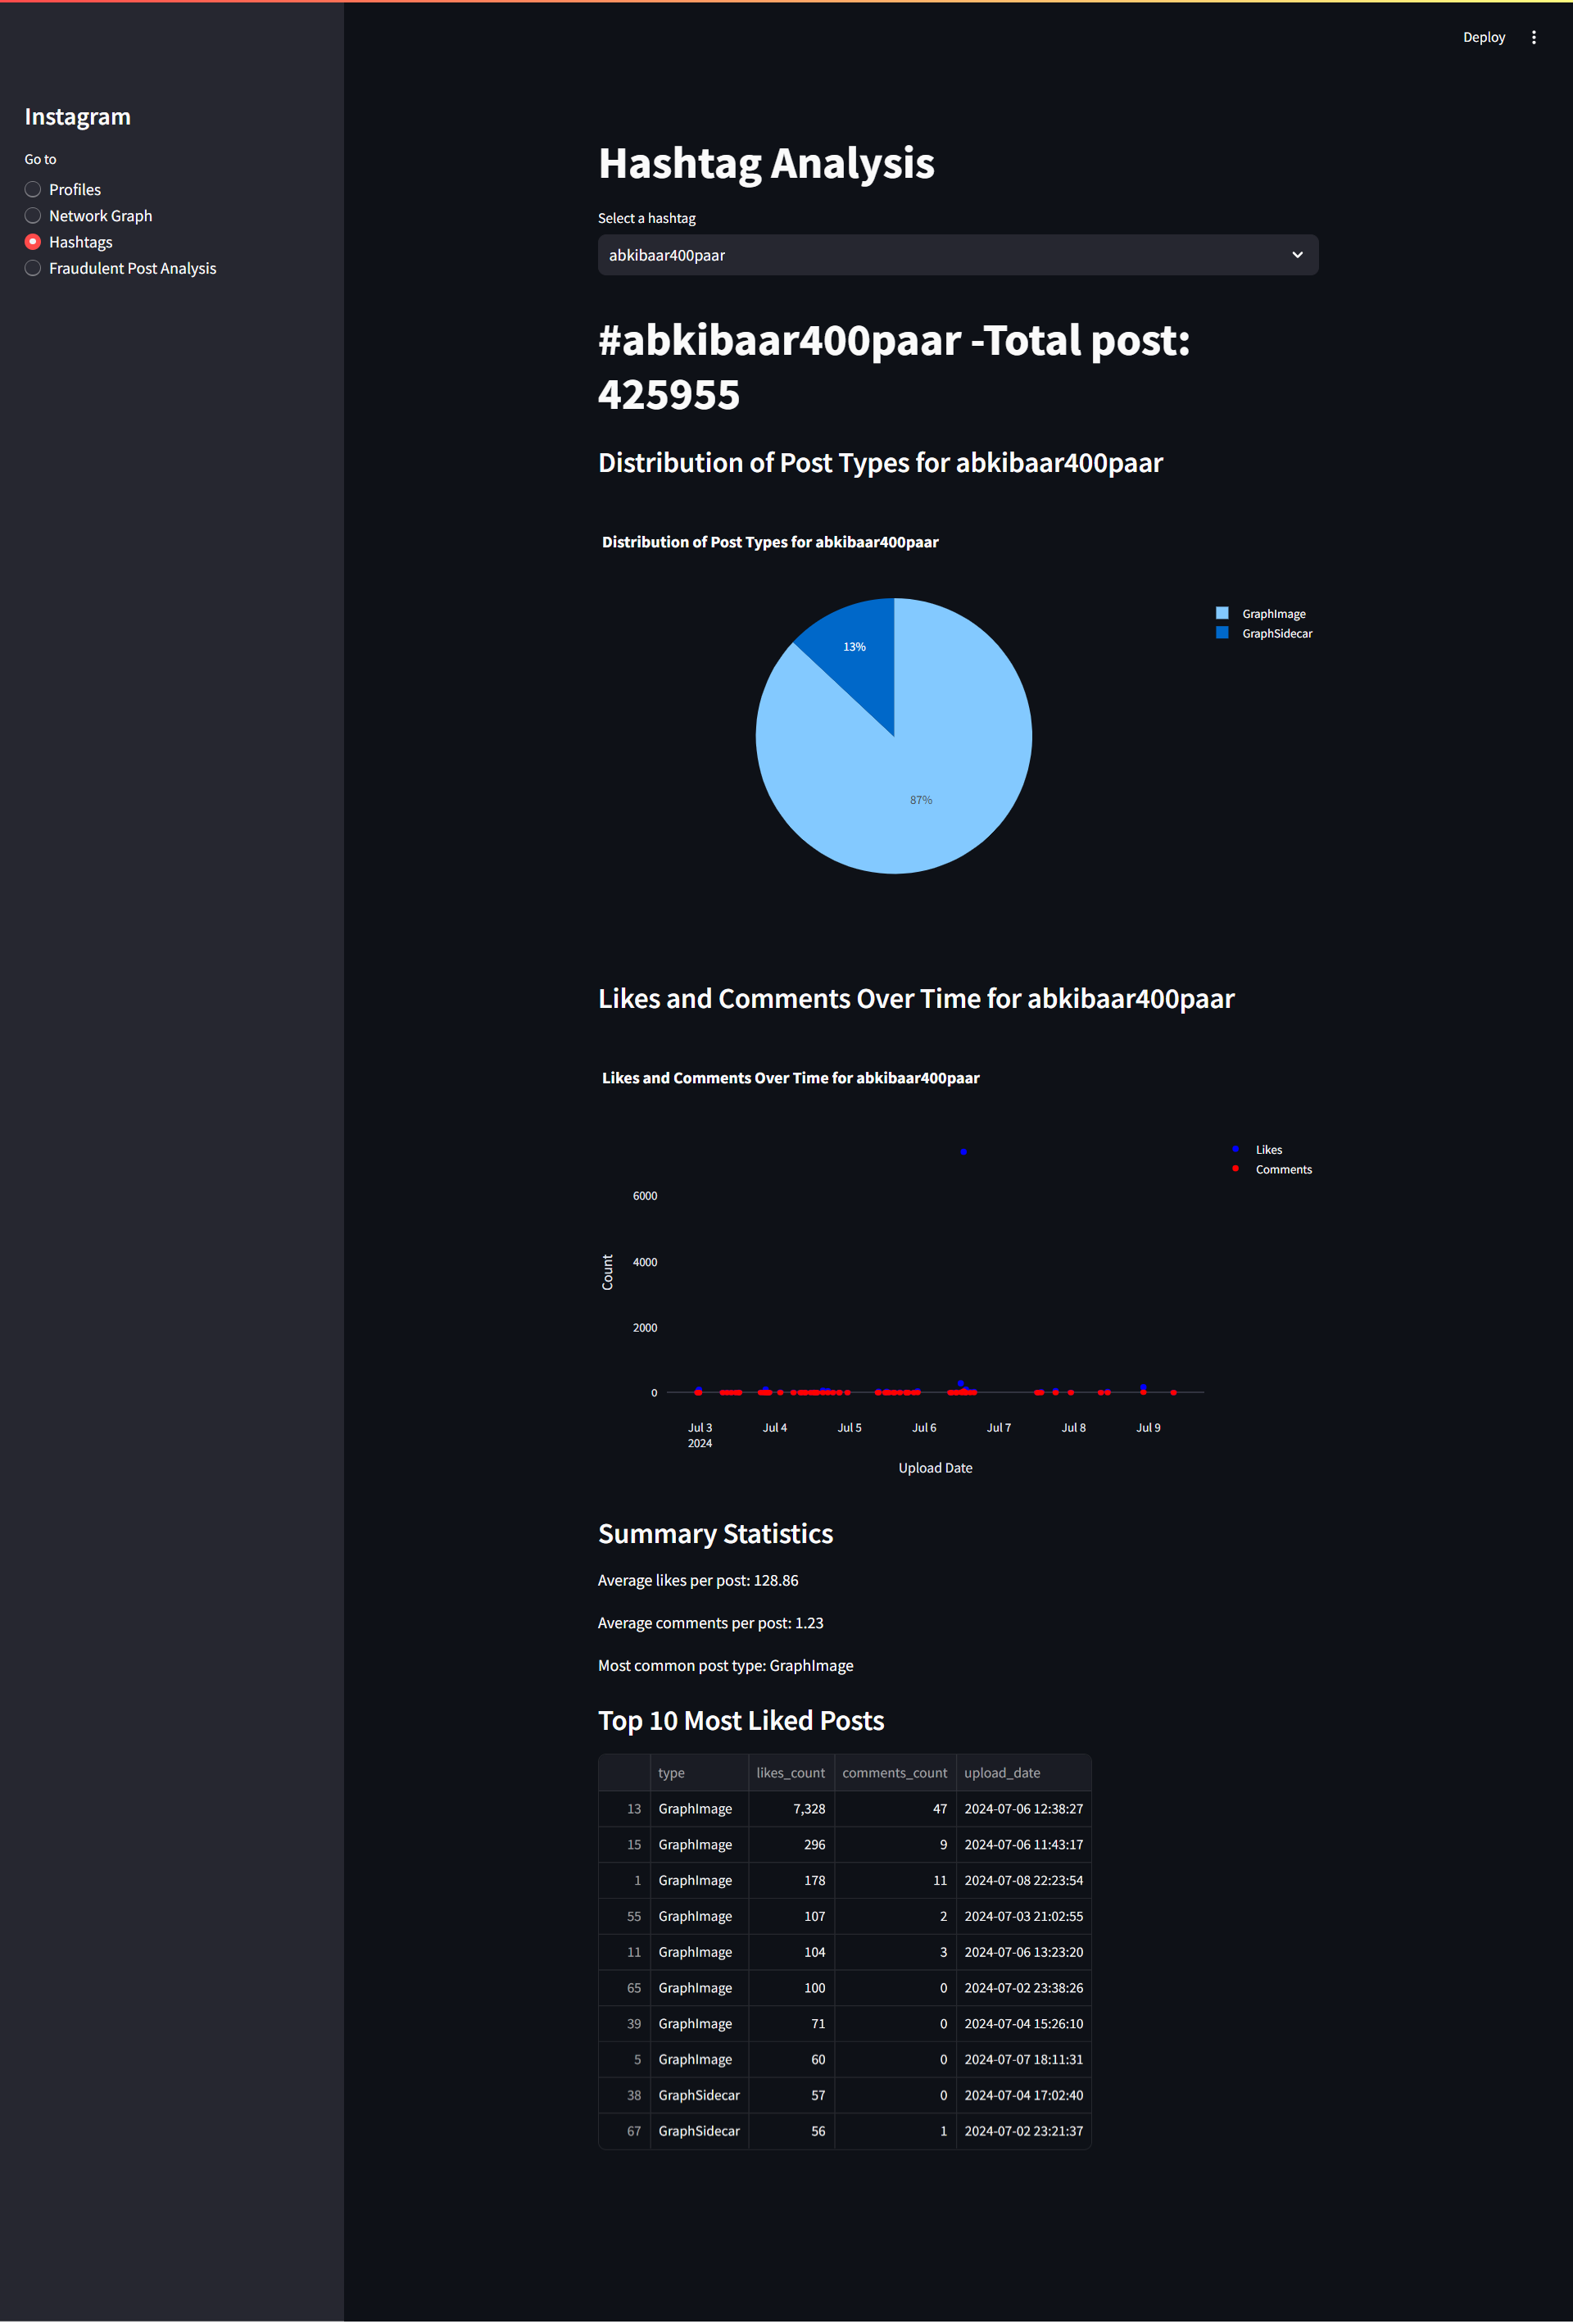 Deploy
Instagram
Go to
Profiles
Network Graph
Hashtags
Fraudulent Post Analysis
Hashtag Analysis
Select a hashtag
abkibaar400paar
#abkibaar400paar -Total post:
425955
Distribution of Post Types for abkibaar400paar
Distribution of Post Types for abkibaar400paar
GraphImage
GraphSidecar
13%
87%
Likes and Comments Over Time for abkibaar400paar
Likes and Comments Over Time for abkibaar400paar
Likes
Comments
6000
4000
2000
0
Count
Jul 3 Jul 4 Jul 5 Jul 6 Jul 7 Jul 8 Jul 9
2024
Upload Date
Summary Statistics
Average likes per post: 128.86
Average comments per post: 1.23
Most common post type: GraphImage
Top 10 Most Liked Posts
type likes_count comments_count upload_date
13 GraphImage 7,328 47 2024-07-06 12:38:27
15 GraphImage 296 9 2024-07-06 11:43:17
1 GraphImage 178 11 2024-07-08 22:23:54
55 GraphImage 107 2 2024-07-03 21:02:55
11 GraphImage 104 3 2024-07-06 13:23:20
65 GraphImage 100 0 2024-07-02 23:38:26
39 GraphImage 71 0 2024-07-04 15:26:10
5 GraphImage 60 0 2024-07-07 18:11:31
38 GraphSidecar 57 0 2024-07-04 17:02:40
67 GraphSidecar 56 1 2024-07-02 23:21:37